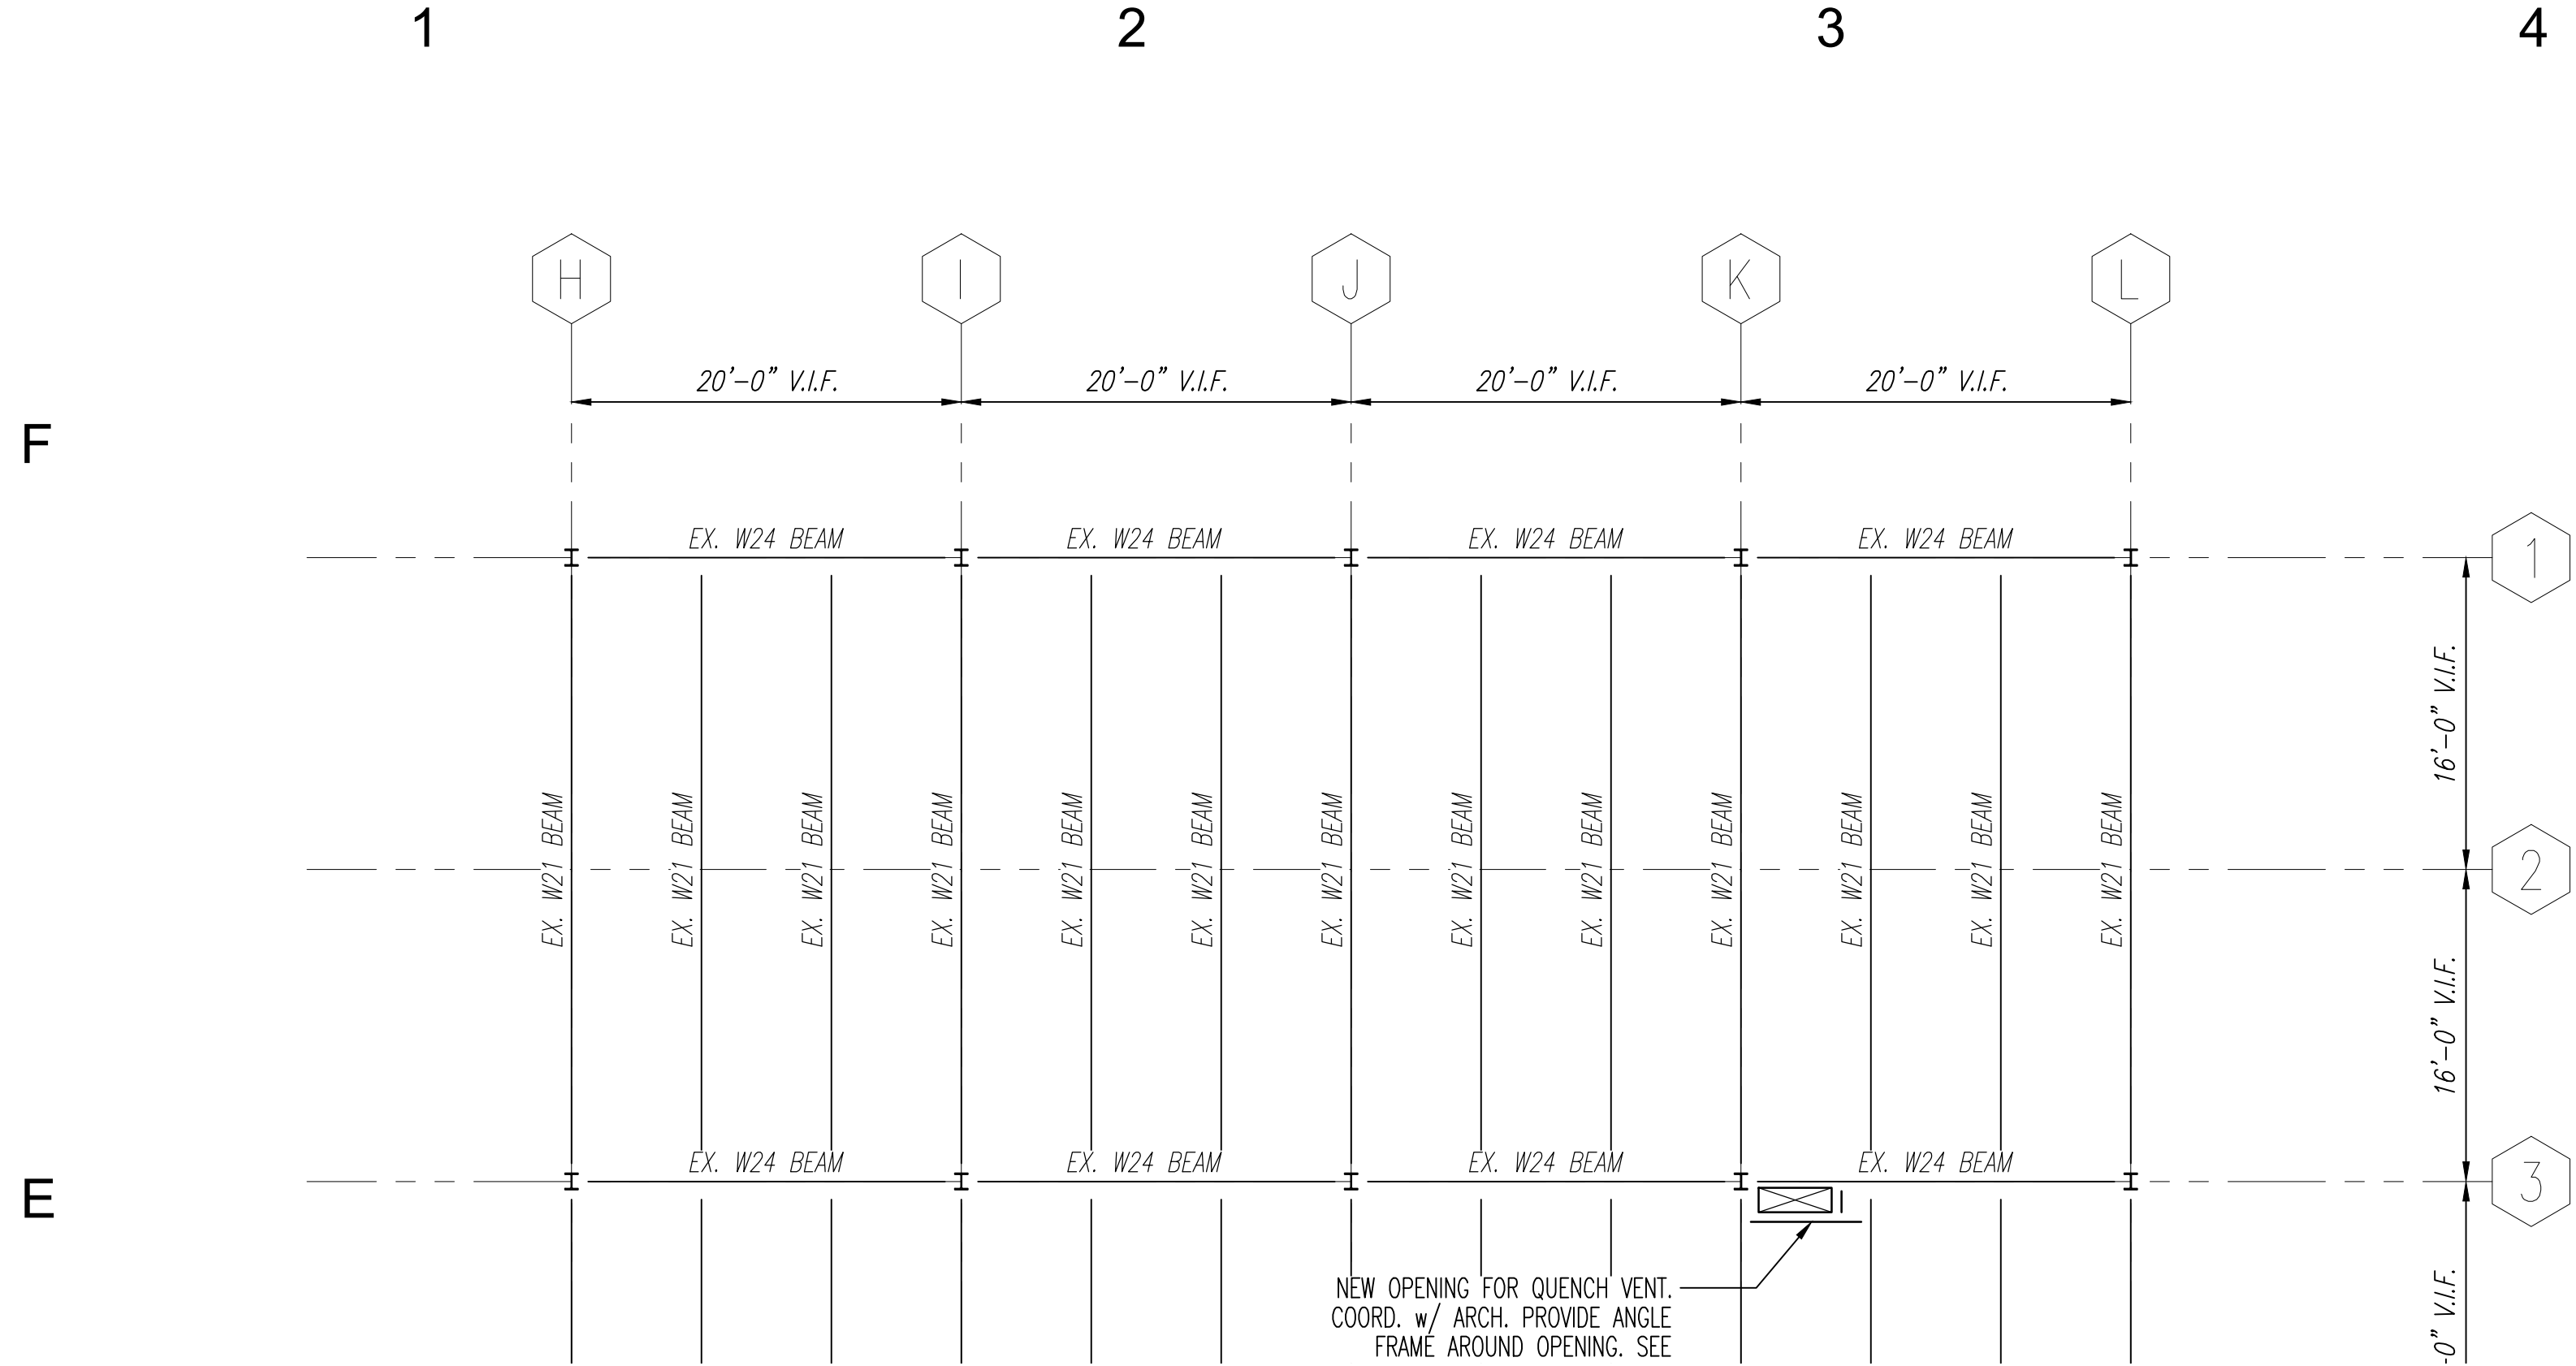 1 2 3 4
H I J K L
20'-0" V.I.F. 20'-0" V.I.F. 20'-0" V.I.F. 20'-0" V.I.F.
F
EX. W24 BEAM EX. W24 BEAM EX. W24 BEAM EX. W24 BEAM
1
16'-0" V.I.F.
EX. W21 BEAM EX. W21 BEAM EX. W21 BEAM EX. W21 BEAM EX. W21 BEAM EX. W21 BEAM EX. W21 BEAM EX. W21 BEAM EX. W21 BEAM EX. W21 BEAM EX. W21 BEAM EX. W21 BEAM EX. W21 BEAM
2
16'-0" V.I.F.
EX. W24 BEAM EX. W24 BEAM EX. W24 BEAM EX. W24 BEAM
E
3
NEW OPENING FOR QUENCH VENT.
COORD. w/ ARCH. PROVIDE ANGLE
FRAME AROUND OPENING. SEE
-0" V.I.F.